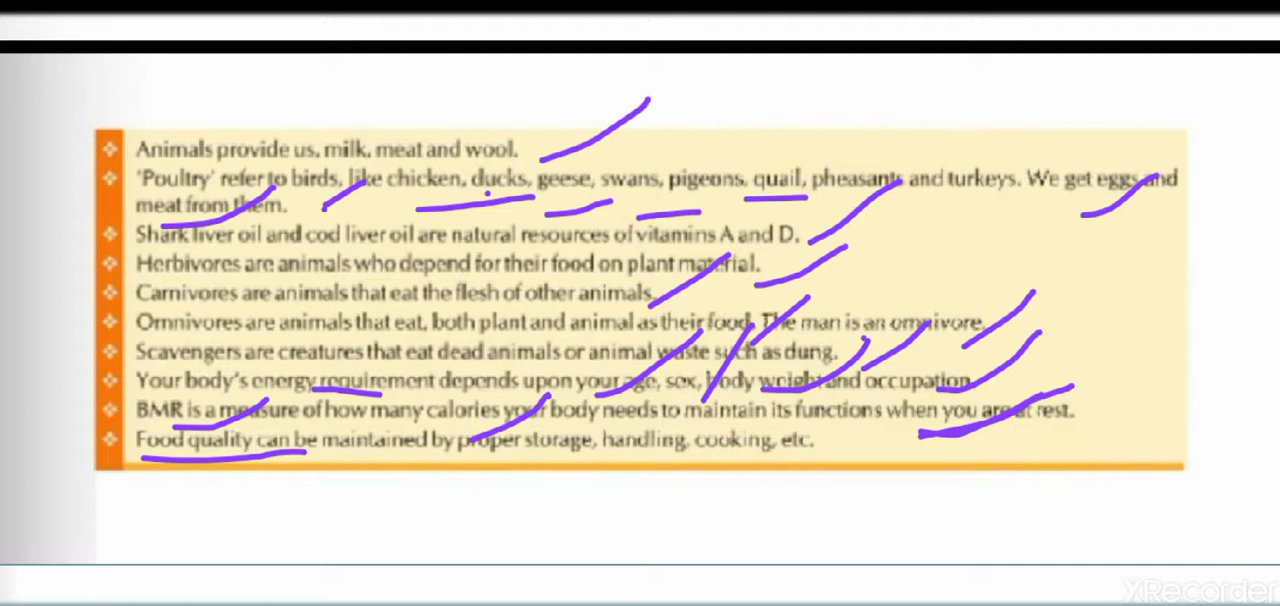 ❖ Animals provide us, milk, meat and wool.
❖ 'Poultry' refer to birds, like chicken, ducks, geese, swans, pigeons, quail, pheasants and turkeys. We get eggs and
meat from them.
❖ Shark liver oil and cod liver oil are natural resources of vitamins A and D.
❖ Herbivores are animals who depend for their food on plant material.
❖ Carnivores are animals that eat the flesh of other animals.
❖ Omnivores are animals that eat, both plant and animal as their food. The man is an omnivore.
❖ Scavengers are creatures that eat dead animals or animal waste such as dung.
❖ Your body's energy requirement depends upon your age, sex, body weight and occupation.
❖ BMR is a measure of how many calories your body needs to maintain its functions when you are at rest.
❖ Food quality can be maintained by proper storage, handling, cooking, etc.
XRecorder